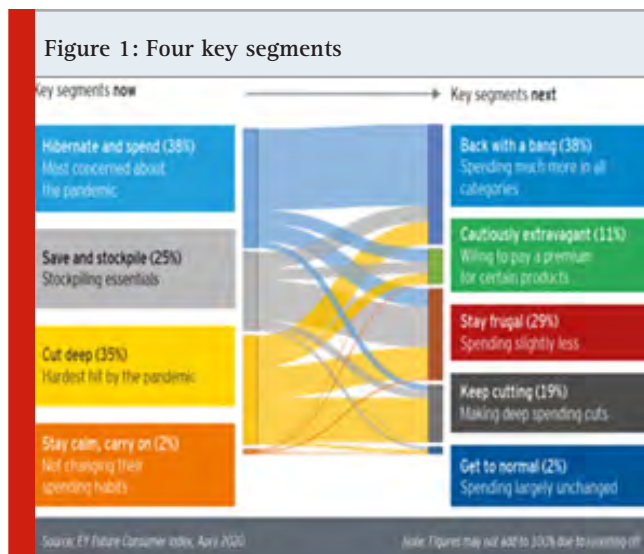 Figure 1: Four key segments
Key segments now
Key segments next
Hibernate and spend (38%)
Most concerned about
the pandemic
Save and stockpile (25%)
Stockpiling essentials
Cut deep (35%)
Hardest hit by the pandemic
Stay calm, carry on (2%)
Not changing their
spending habits
Back with a bang (38%)
Spending much more in all
categories
Cautiously extravagant (11%)
Willing to pay a premium
for certain products
Stay frugal (29%)
Spending slightly less
Keep cutting (19%)
Making deep spending cuts
Get to normal (2%)
Spending largely unchanged
Source: EY Future Consumer Index, April 2020
Note: Figures may not add to 100% due to rounding off